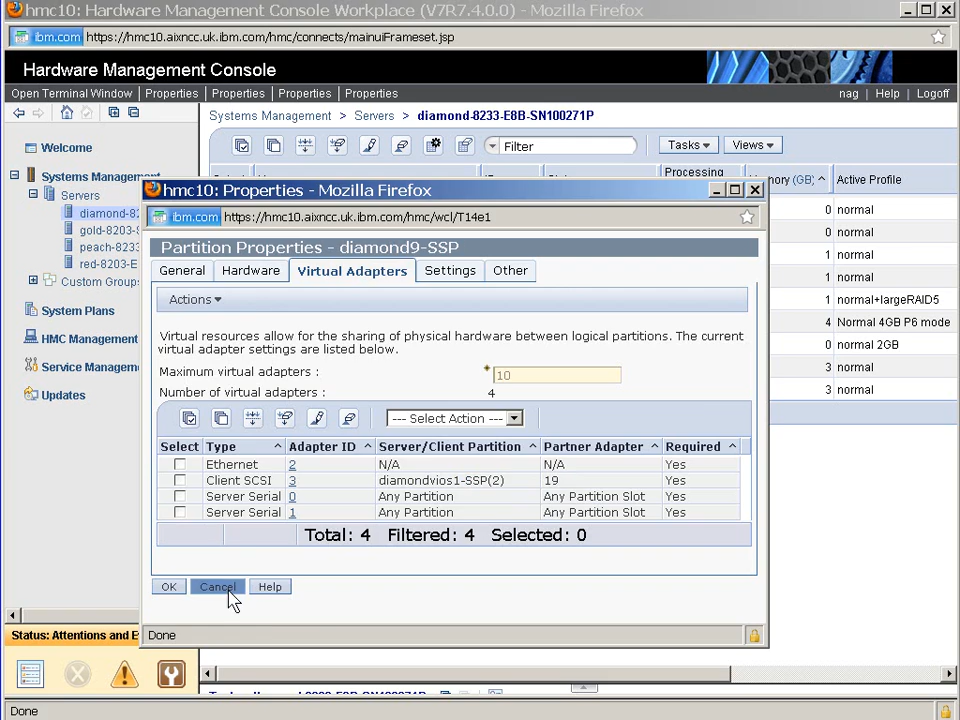 hmc10: Hardware Management Console Workplace (V7R7.4.0.0) - Mozilla Firefox
ibm.com https://hmc10.aixncc.uk.ibm.com/hmc/connects/mainuiFrameset.jsp
Hardware Management Console
Open Terminal Window | Properties | Properties | Properties | Properties
nag | Help | Logoff
Systems Management > Servers > diamond-8233-E8B-SN100271P
Filter
Tasks
Views
Welcome
Systems Management
Servers
diamond-82
gold-8203-
peach-8233
red-8203-E
Custom Groups
System Plans
HMC Management
Service Managem
Updates
Status: Attentions and E
Processing
(GB)
Active Profile
0 normal
0 normal
1 normal
1 normal
1 normal+largeRAID5
4 Normal 4GB P6 mode
0 normal 2GB
3 normal
3 normal
hmc10: Properties - Mozilla Firefox
ibm.com https://hmc10.aixncc.uk.ibm.com/hmc/wcl/T14e1
Partition Properties - diamond9-SSP
General Hardware Virtual Adapters Settings Other
Actions
Virtual resources allow for the sharing of physical hardware between logical partitions. The current
virtual adapter settings are listed below.
Maximum virtual adapters : 10
Number of virtual adapters : 4
--- Select Action ---
Select Type Adapter ID Server/Client Partition Partner Adapter Required
Ethernet 2 N/A N/A Yes
Client SCSI 3 diamondvios1-SSP(2) 19 Yes
Server Serial 0 Any Partition Any Partition Slot Yes
Server Serial 1 Any Partition Any Partition Slot Yes
Total: 4 Filtered: 4 Selected: 0
OK Cancel Help
Done
Done